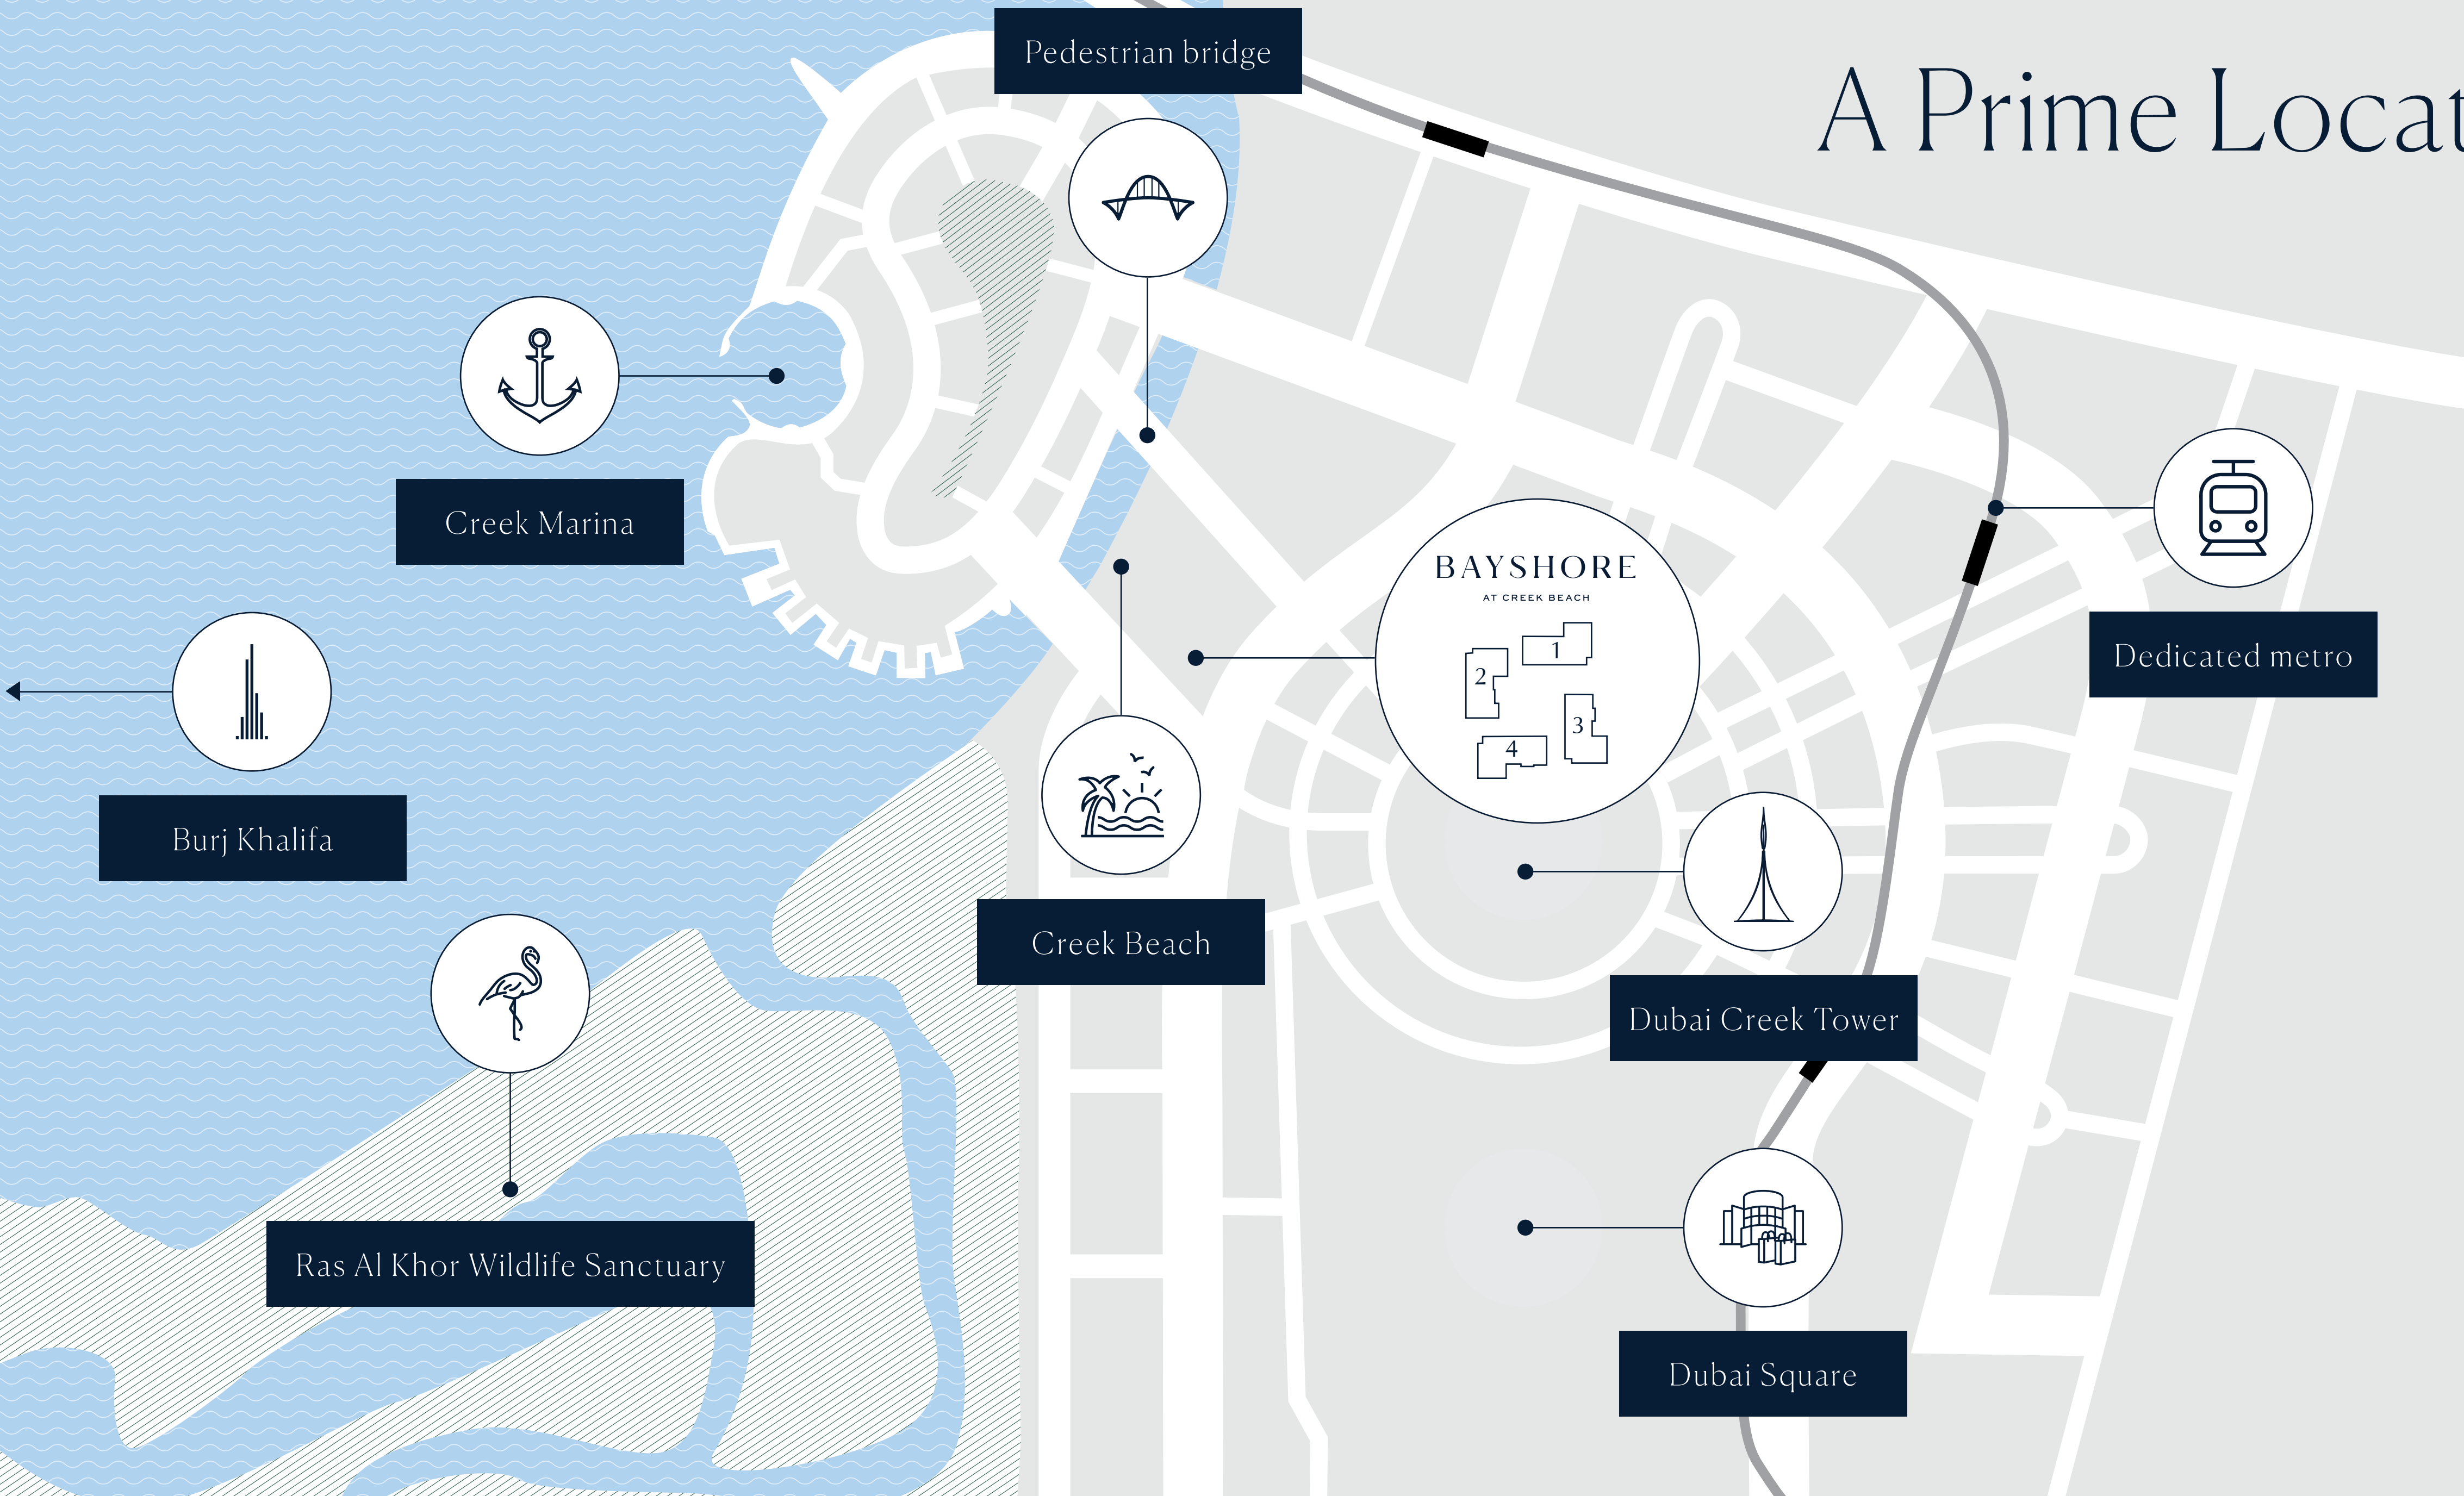 Pedestrian bridge
A Prime Locat
Creek Marina
BAYSHORE
AT CREEK BEACH
1
2
3
4
Dedicated metro
Burj Khalifa
Creek Beach
Dubai Creek Tower
Ras Al Khor Wildlife Sanctuary
Dubai Square